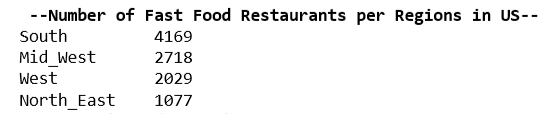 --Number of Fast Food Restaurants per Regions in US--
South 4169
Mid_West 2718
West 2029
North_East 1077